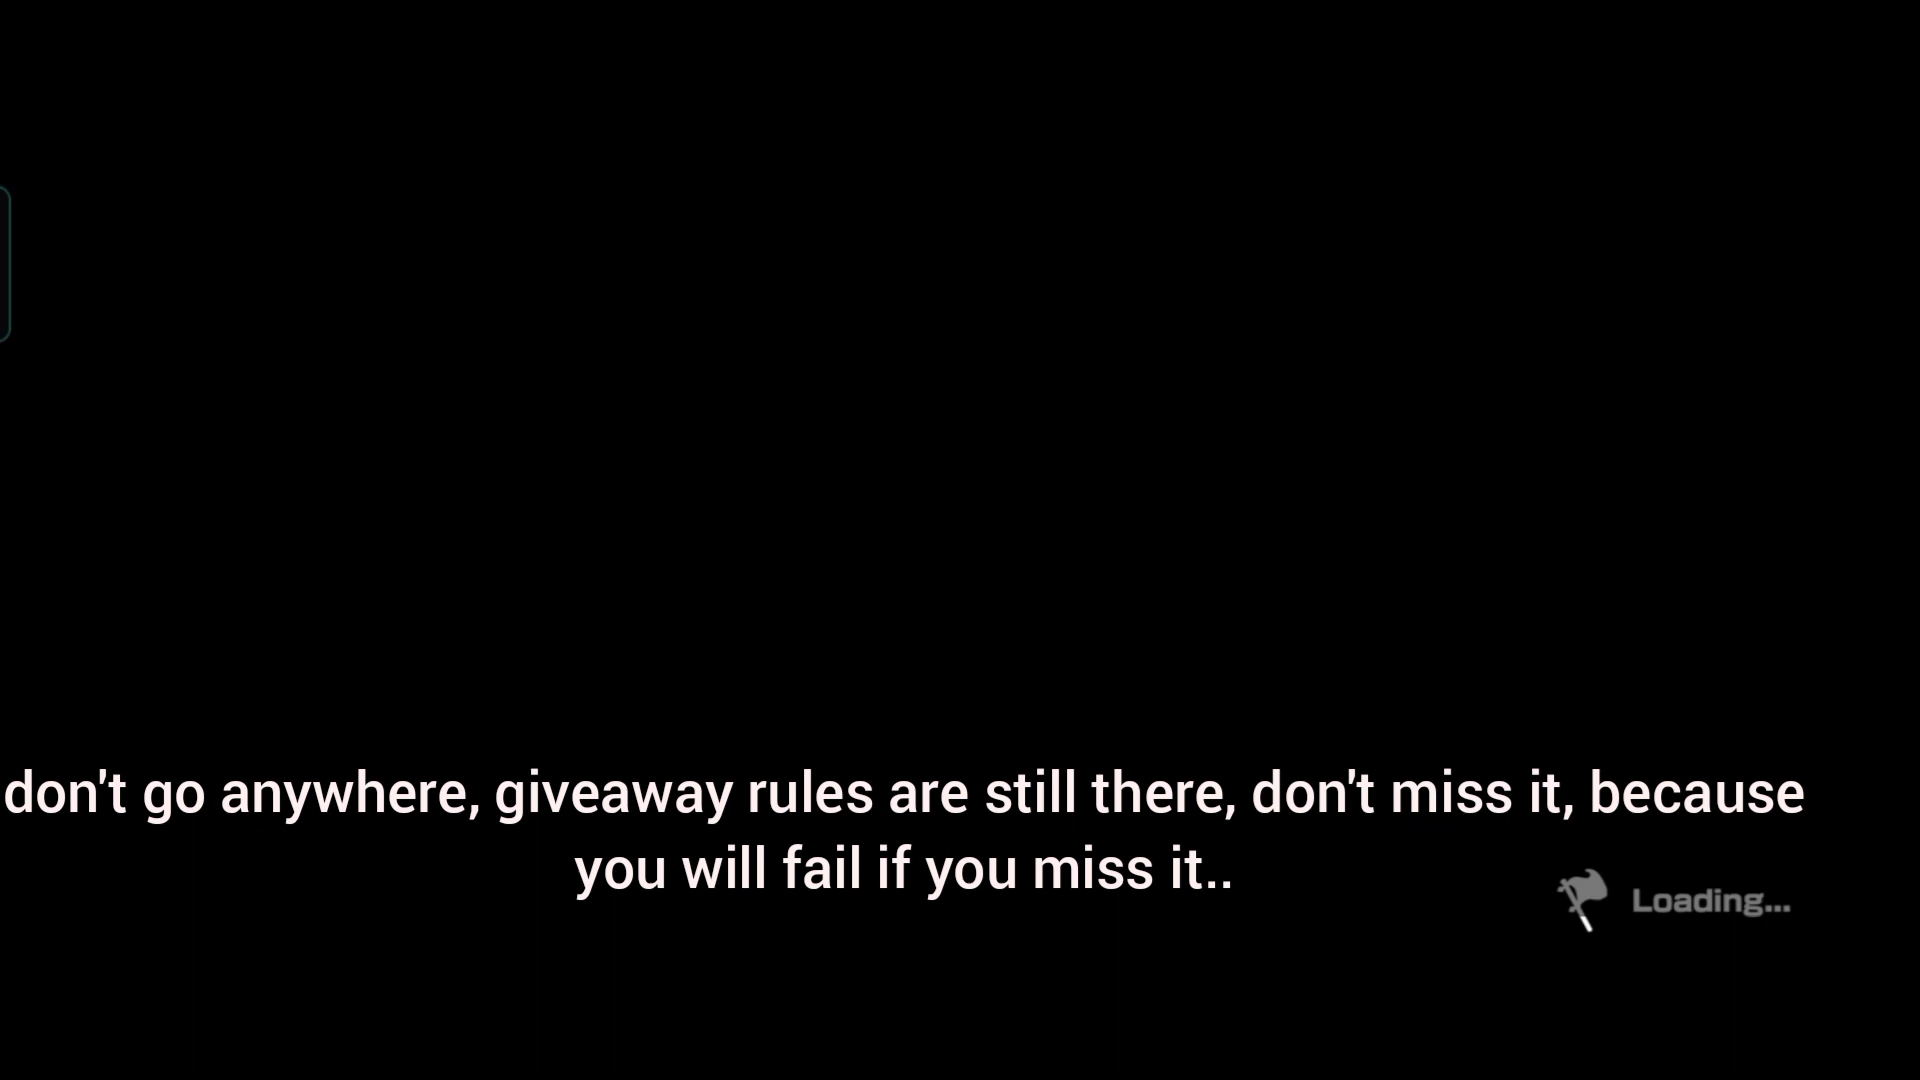 don't go anywhere, giveaway rules are still there, don't miss it, because
you will fail if you miss it..
Loading...